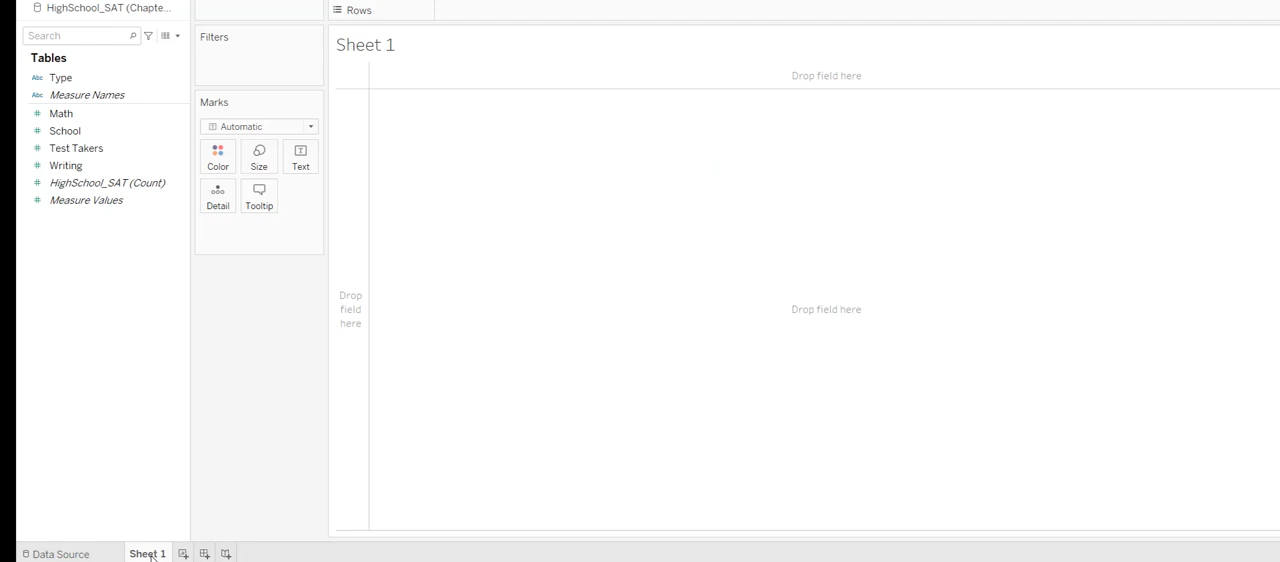 HighSchool_SAT (Chapte...
Rows
Search
Filters
Tables
Abc Type
Abc Measure Names
# Math
# School
# Test Takers
# Writing
# HighSchool_SAT (Count)
# Measure Values
Marks
Automatic
Color
Size
Text
Detail
Tooltip
Sheet 1
Drop field here
Drop
field
here
Drop field here
Data Source
Sheet 1